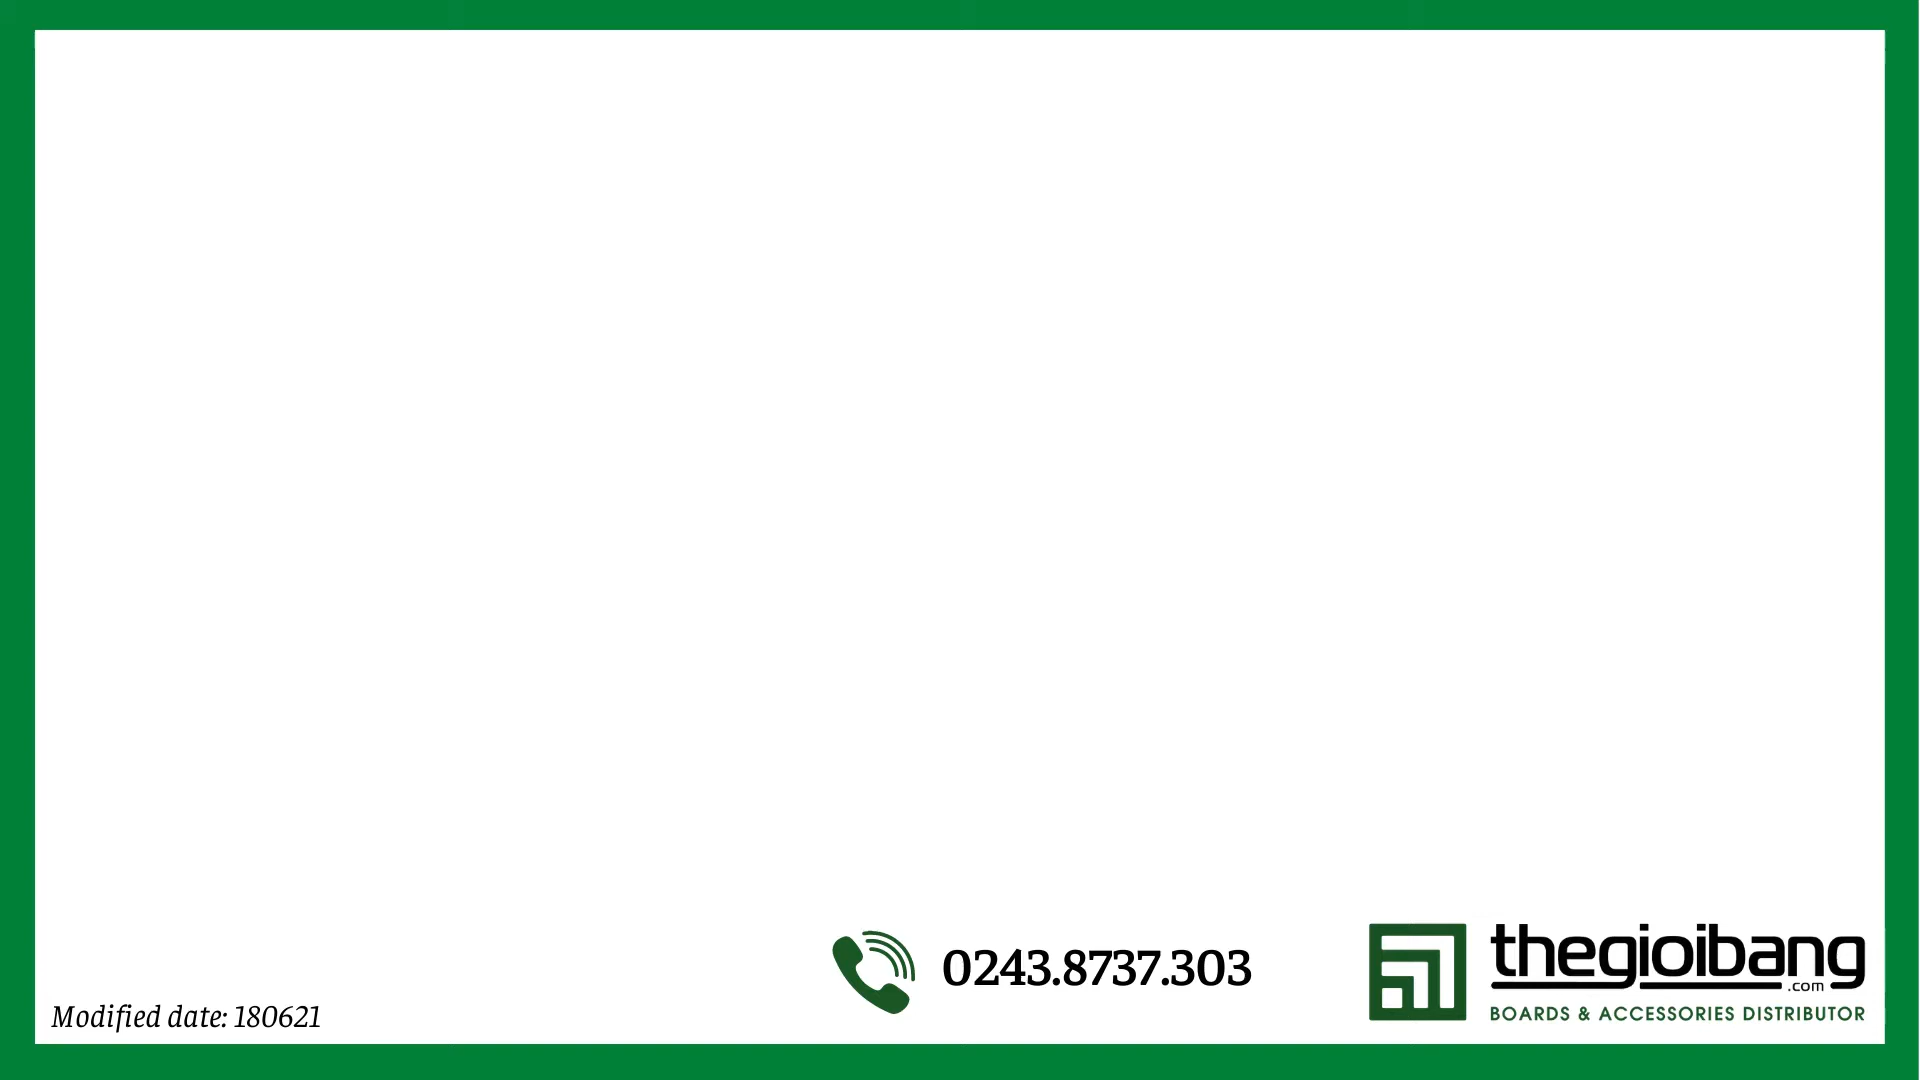 0243.8737.303
thegioibang
.com
BOARDS & ACCESSORIES DISTRIBUTOR
Modified date: 180621